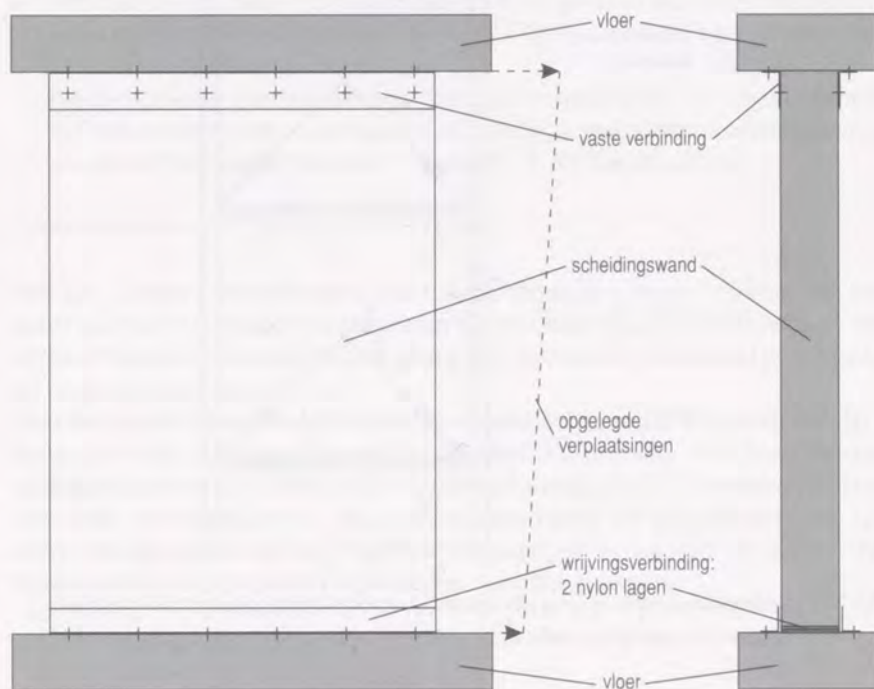 vloer
vaste verbinding
scheidingswand
opgelegde
verplaatsingen
wrijvingsverbinding:
2 nylon lagen
vloer